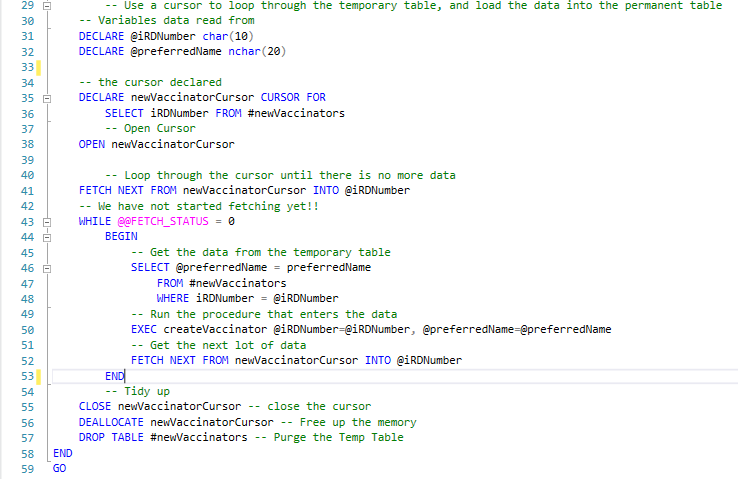 29 -- Use a cursor to loop through the temporary table, and load the data into the permanent table
30 -- Variables data read from
31 DECLARE @iRDNumber char(10)
32 DECLARE @preferredName nchar(20)
33
34 -- the cursor declared
35 DECLARE newVaccinatorCursor CURSOR FOR
36 SELECT iRDNumber FROM #newVaccinators
37 -- Open Cursor
38 OPEN newVaccinatorCursor
39
40 -- Loop through the cursor until there is no more data
41 FETCH NEXT FROM newVaccinatorCursor INTO @iRDNumber
42 -- We have not started fetching yet!!
43 WHILE @@FETCH_STATUS = 0
44 BEGIN
45 -- Get the data from the temporary table
46 SELECT @preferredName = preferredName
47 FROM #newVaccinators
48 WHERE iRDNumber = @iRDNumber
49 -- Run the procedure that enters the data
50 EXEC createVaccinator @iRDNumber=@iRDNumber, @preferredName=@preferredName
51 -- Get the next lot of data
52 FETCH NEXT FROM newVaccinatorCursor INTO @iRDNumber
53 END
54 -- Tidy up
55 CLOSE newVaccinatorCursor -- close the cursor
56 DEALLOCATE newVaccinatorCursor -- Free up the memory
57 DROP TABLE #newVaccinators -- Purge the Temp Table
58 END
59 GO